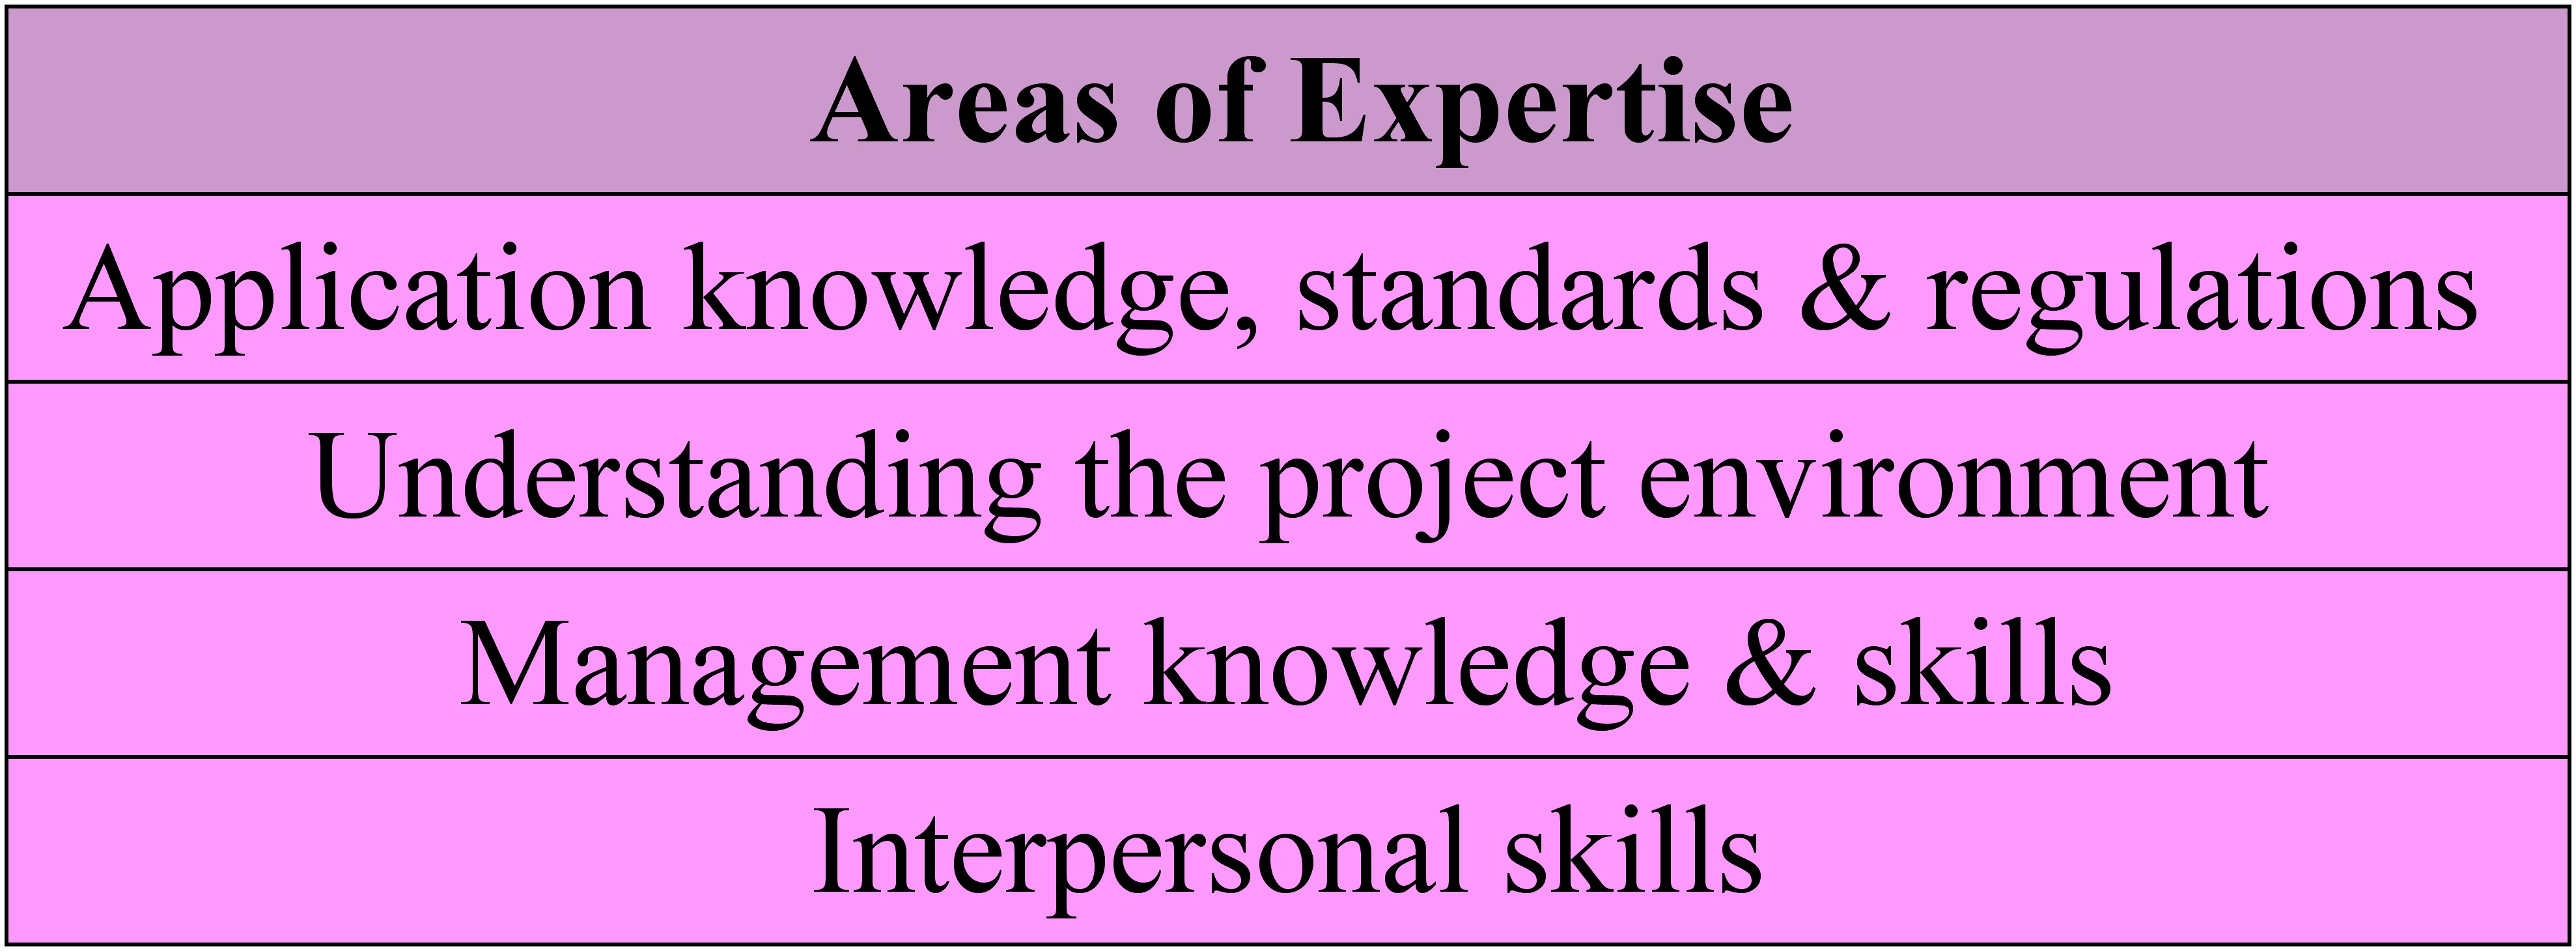 Areas of Expertise
Application knowledge, standards & regulations
Understanding the project environment
Management knowledge & skills
Interpersonal skills